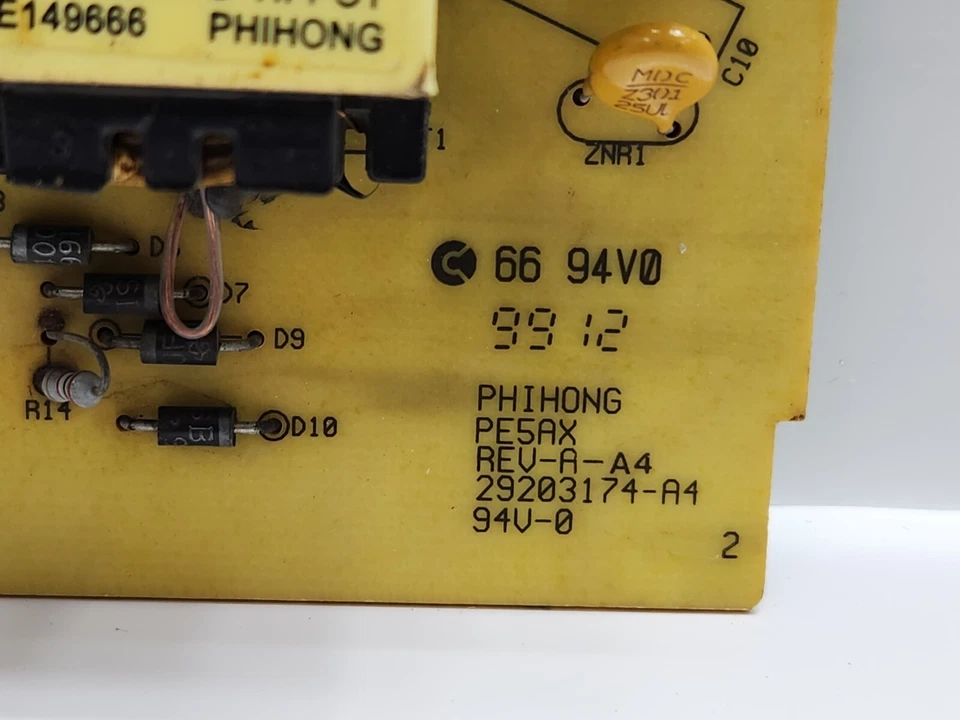 E149666
PHIHONG
C10
MDC
Z301
25UL
ZNR1
66 94V0
9912
D7
D9
R14
D10
PHIHONG
PE5AX
REV-A-A4
29203174-A4
94V-0
2